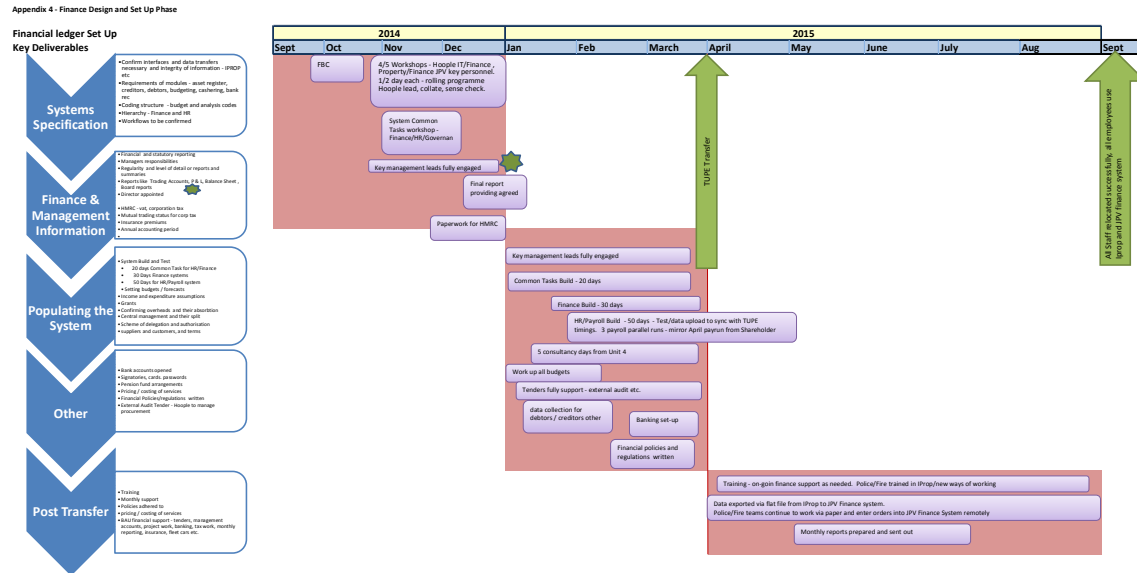 Appendix 4 - Finance Design and Set Up Phase
Financial ledger Set Up
Key Deliverables
2014
2015
Sept
Oct
Nov
Dec
Jan
Feb
March
April
May
June
July
Aug
Sept
Systems
Specification
•Confirm interfaces and data transfers
necessary and integrity of information - IPROP
etc
•Requirements of modules - asset register,
creditors, debtors, budgeting, cashering, bank
rec
•Coding structure - budget and analysis codes
•Hierarchy - Finance and HR
•Workflows to be confirmed
FBC
4/5 Workshops - Hoople IT/Finance ,
Property/Finance JPV key personnel.
1/2 day each - rolling programme
Hoople lead, collate, sense check.
System Common
Tasks workshop -
Finance/HR/Governan
Key management leads fully engaged
Final report
providing agreed
Paperwork for HMRC
TUPE Transfer
All Staff relocated successfully, all employees use
Iprop and JPV finance system
Finance &
Management
Information
•Financial and statutory reporting
•Managers responsibilities
•Regularity and level of detail or reports and
summaries
•Reports like Trading Accounts, P & L, Balance Sheet ,
Board reports
•Director appointed
•HMRC - vat, corporation tax
•Mutual trading status for corp tax
•Insurance premiums
•Annual accounting period
•
Populating the
System
•System Build and Test
• 20 days Common Task for HR/Finance
• 30 Days Finance systems
• 50 Days for HR/Payroll system
•Setting budgets / forecasts
•Income and expenditure assumptions
•Grants
•Confirming overheads and their absorbtion
•Central management and their split
•Scheme of delegation and authorisation
•suppliers and customers, and terms
Key management leads fully engaged
Common Tasks Build - 20 days
Finance Build - 30 days
HR/Payroll Build - 50 days - Test/data upload to sync with TUPE
timings. 3 payroll parallel runs - mirror April payrun from Shareholder
5 consultancy days from Unit 4
Work up all budgets
Tenders fully support - external audit etc.
data collection for
debtors / creditors other
Banking set-up
Financial policies and
regulations written
Other
•Bank accounts opened
•Signatories, cards. passwords
•Pension fund arrangements
•Pricing / costing of services
•Financial Policies/regulations written
•External Audit Tender - Hoople to manage
procurement
Post Transfer
•Training
•Monthly support
•Policies adhered to
•pricing / costing of services
•BAU financial support - tenders, management
accounts, project work, banking, tax work, monthly
reporting, insurance, fleet cars etc.
Training - on-goin finance support as needed. Police/Fire trained in IProp/new ways of working
Data exported via flat file from IProp to JPV Finance system.
Police/Fire teams continue to work via paper and enter orders into JPV Finance System remotely
Monthly reports prepared and sent out